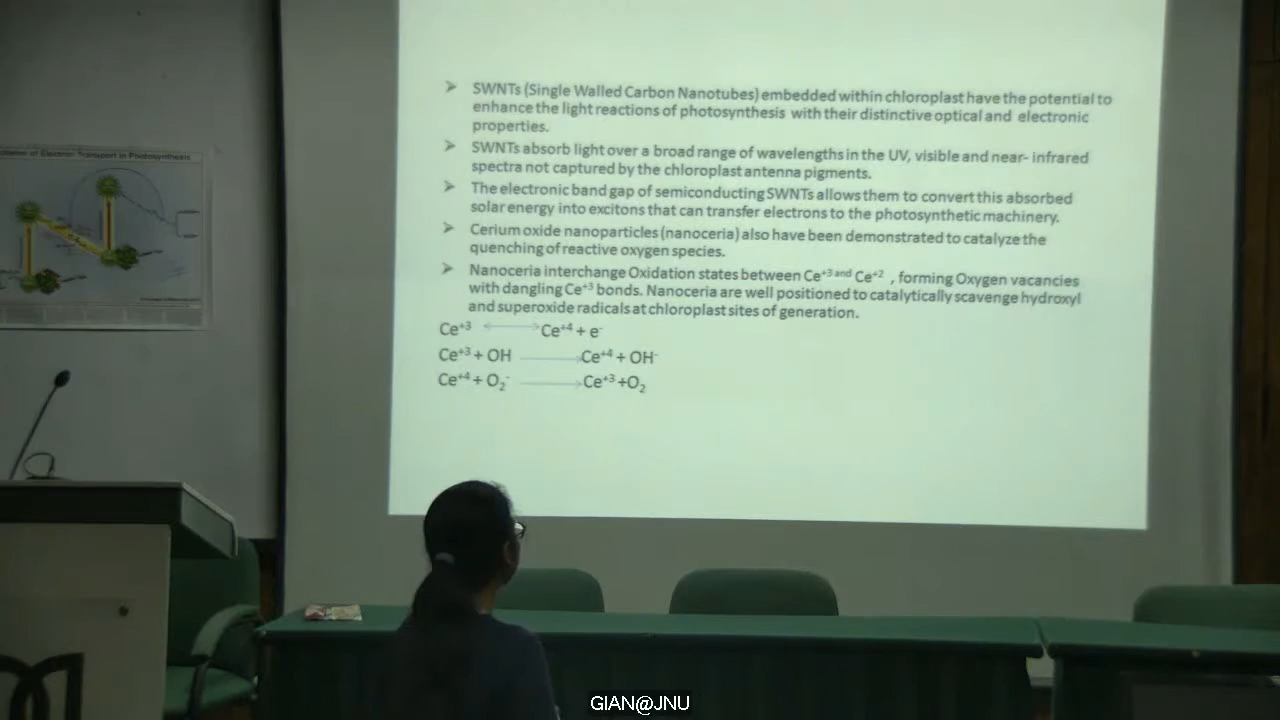 SWNTs (Single Walled Carbon Nanotubes) embedded within chloroplast have the potential to
enhance the light reactions of photosynthesis with their distinctive optical and electronic
properties.
SWNTs absorb light over a broad range of wavelengths in the UV, visible and near- infrared
spectra not captured by the chloroplast antenna pigments.
The electronic band gap of semiconducting SWNTs allows them to convert this absorbed
solar energy into excitons that can transfer electrons to the photosynthetic machinery.
Cerium oxide nanoparticles (nanoceria) also have been demonstrated to catalyze the
quenching of reactive oxygen species.
Nanoceria interchange Oxidation states between Ce⁺³ ᵃⁿᵈ Ce⁺² , forming Oxygen vacancies
with dangling Ce⁺³ bonds. Nanoceria are well positioned to catalytically scavenge hydroxyl
and superoxide radicals at chloroplast sites of generation.
Ce⁺³ ⟷ Ce⁺⁴ + e⁻
Ce⁺³ + OH ⟶ Ce⁺⁴ + OH⁻
Ce⁺⁴ + O₂⁻ ⟶ Ce⁺³ +O₂
of Electron Transport in Photosynthesis
GIAN@JNU